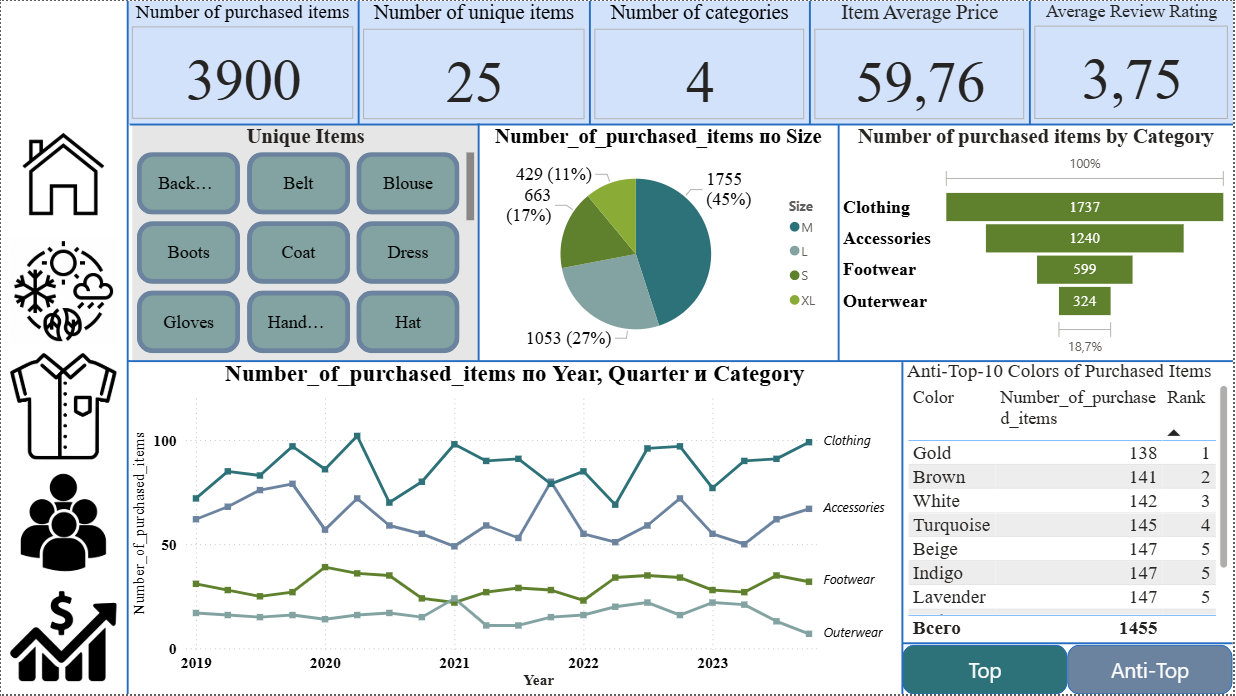 Number of purchased items
3900
Number of unique items
25
Number of categories
4
Item Average Price
59,76
Average Review Rating
3,75
Unique Items
Back…
Belt
Blouse
Boots
Coat
Dress
Gloves
Hand…
Hat
Number_of_purchased_items по Size
429 (11%)
663
(17%)
1755
(45%)
1053 (27%)
Size
M
L
S
XL
Number of purchased items by Category
100%
Clothing 1737
Accessories 1240
Footwear 599
Outerwear 324
18,7%
Number_of_purchased_items по Year, Quarter и Category
Number_of_purchased_items
100
50
0
Clothing
Accessories
Footwear
Outerwear
2019 2020 2021 2022 2023
Year
Anti-Top-10 Colors of Purchased Items
Color Number_of_purchase Rank
d_items
Gold 138 1
Brown 141 2
White 142 3
Turquoise 145 4
Beige 147 5
Indigo 147 5
Lavender 147 5
Всего 1455
Top
Anti-Top
$